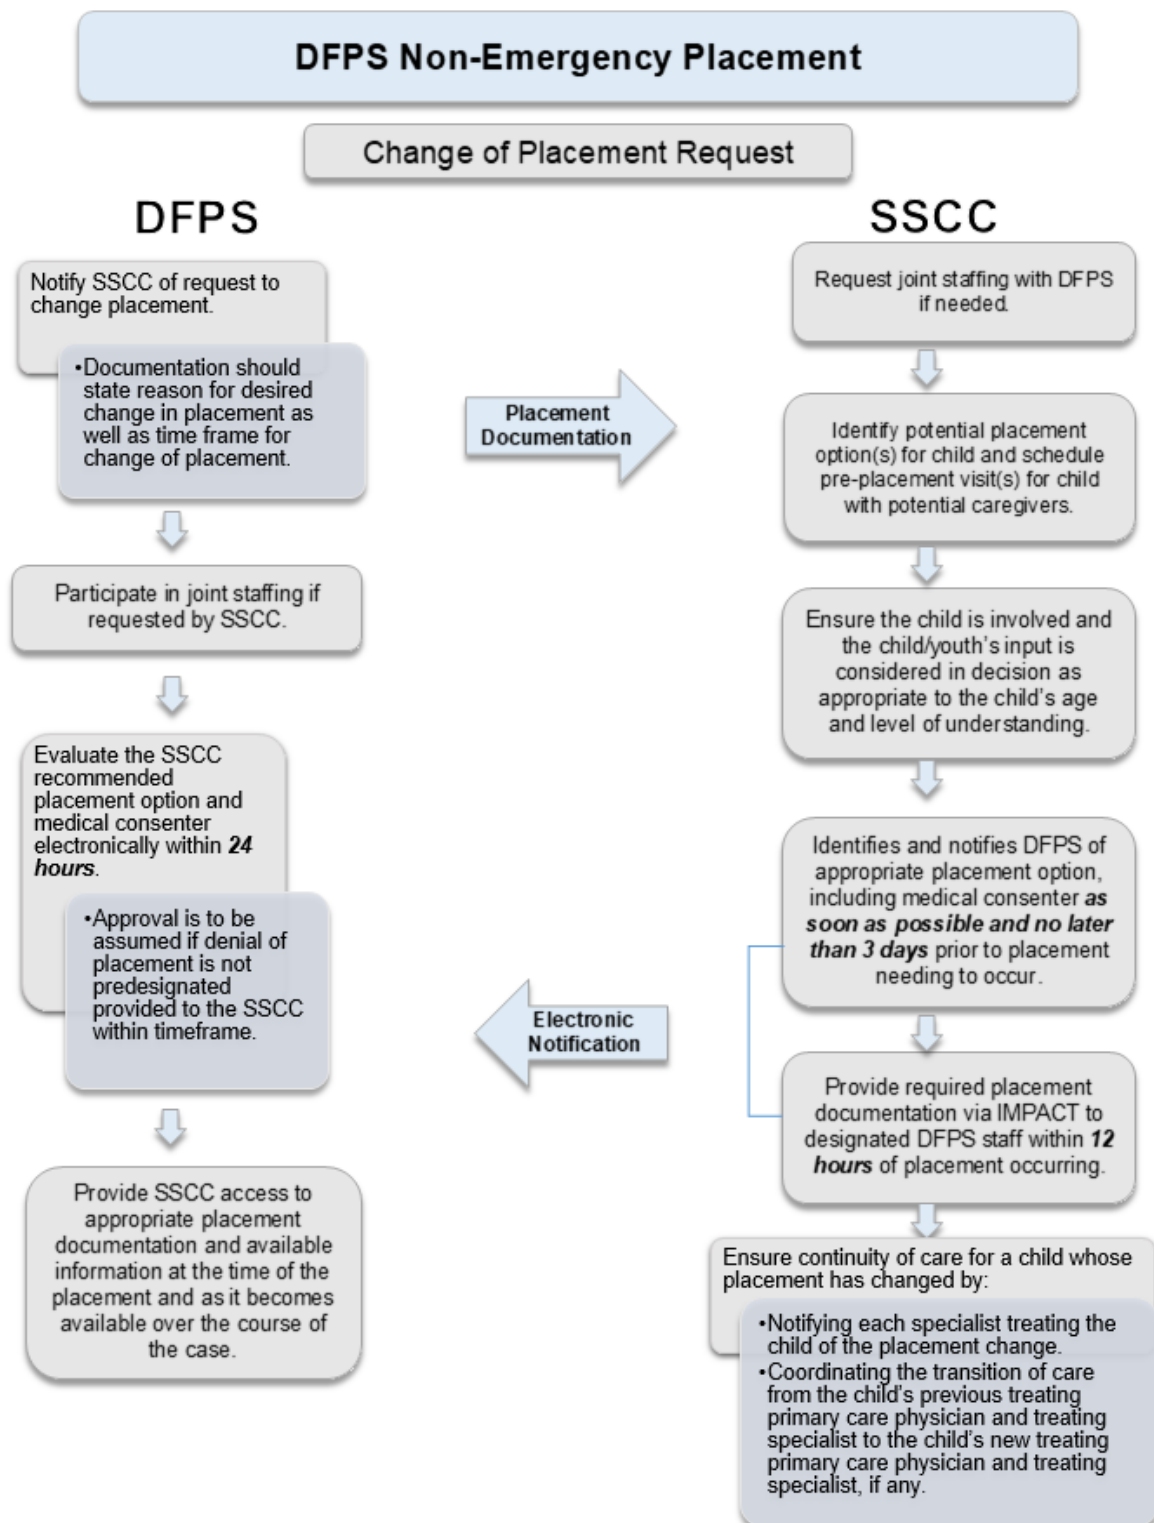 DFPS Non-Emergency Placement
Change of Placement Request
DFPS
Notify SSCC of request to
change placement.
•Documentation should
state reason for desired
change in placement as
well as time frame for
change of placement.
Participate in joint staffing if
requested by SSCC.
Evaluate the SSCC
recommended
placement option and
medical consenter
electronically within 24
hours.
•Approval is to be
assumed if denial of
placement is not
predesignated
provided to the SSCC
within timeframe.
Provide SSCC access to
appropriate placement
documentation and available
information at the time of the
placement and as it becomes
available over the course of
the case.
Placement
Documentation
Electronic
Notification
SSCC
Request joint staffing with DFPS
if needed.
Identify potential placement
option(s) for child and schedule
pre-placement visit(s) for child
with potential caregivers.
Ensure the child is involved and
the child/youth's input is
considered in decision as
appropriate to the child's age
and level of understanding.
Identifies and notifies DFPS of
appropriate placement option,
including medical consenter as
soon as possible and no later
than 3 days prior to placement
needing to occur.
Provide required placement
documentation via IMPACT to
designated DFPS staff within 12
hours of placement occurring.
Ensure continuity of care for a child whose
placement has changed by:
•Notifying each specialist treating the
child of the placement change.
•Coordinating the transition of care
from the child's previous treating
primary care physician and treating
specialist to the child's new treating
primary care physician and treating
specialist, if any.